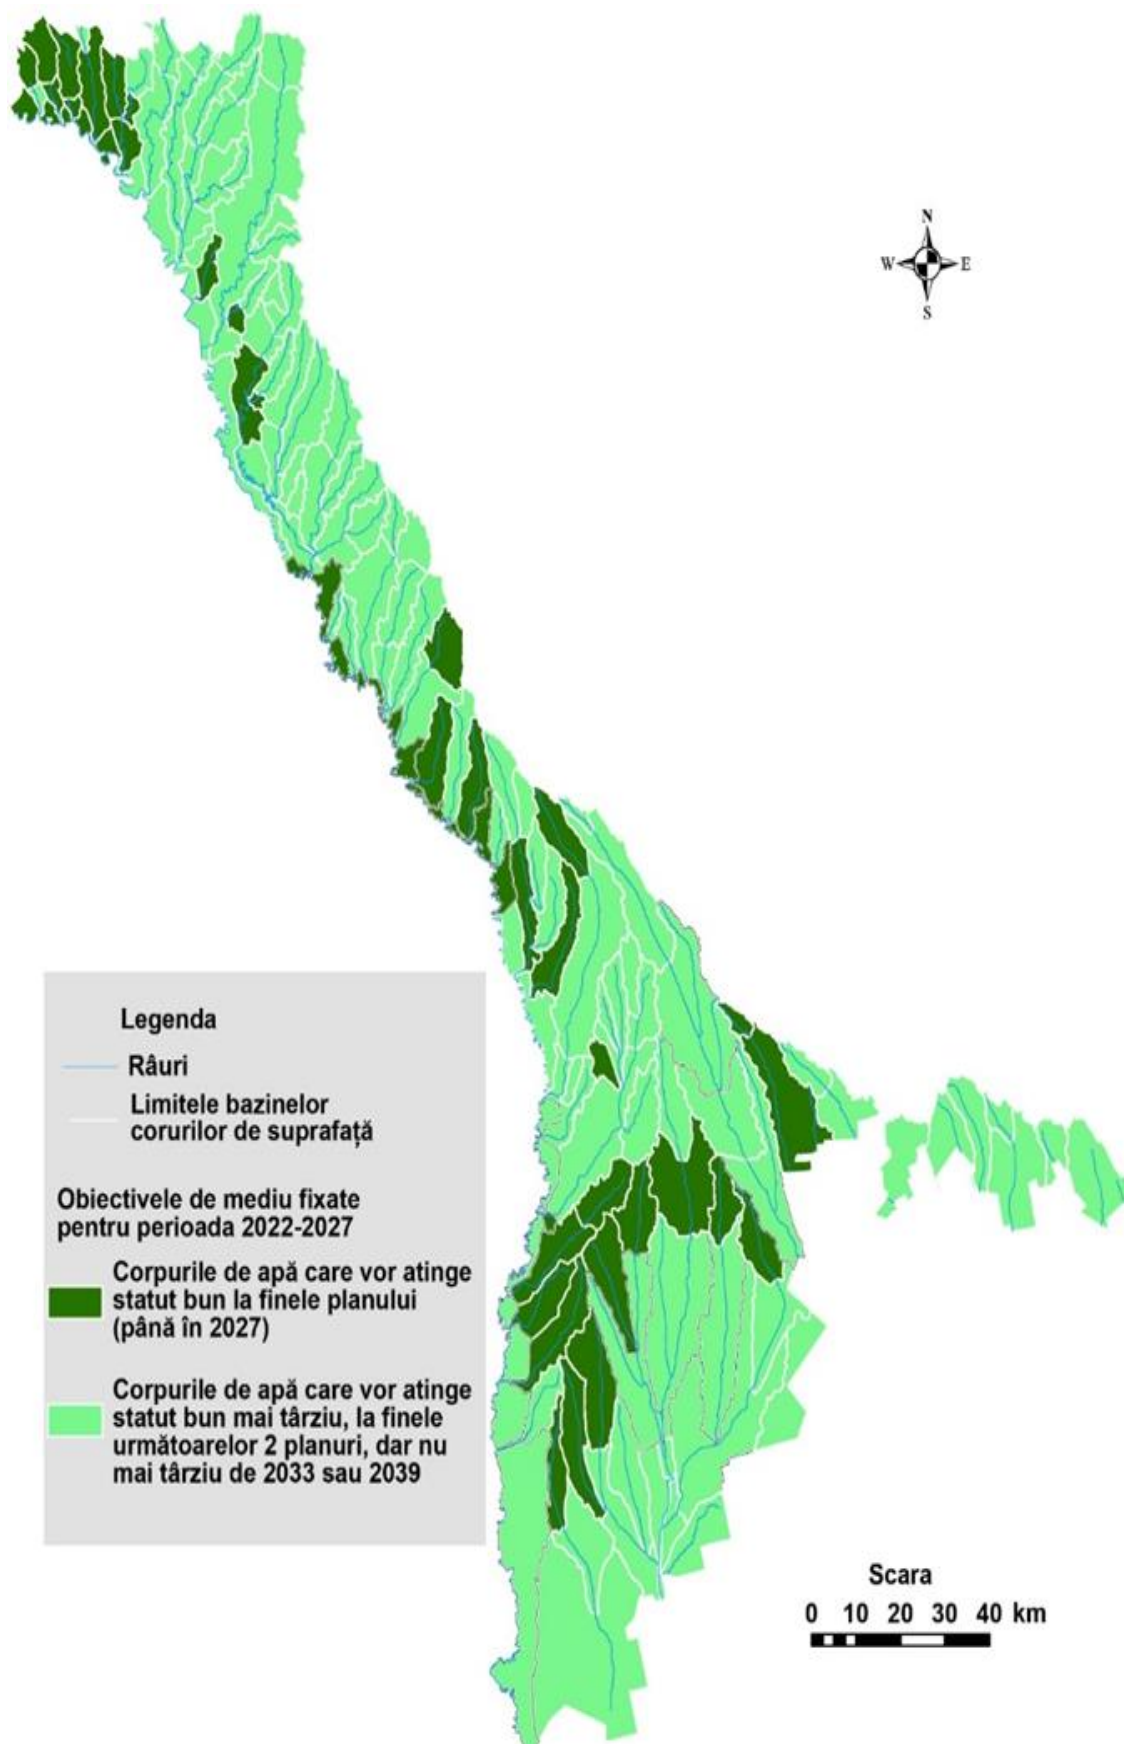 N
W E
S
Legenda
Râuri
Limitele bazinelor
corurilor de suprafață
Obiectivele de mediu fixate
pentru perioada 2022-2027
Corpurile de apă care vor atinge
statut bun la finele planului
(până în 2027)
Corpurile de apă care vor atinge
statut bun mai târziu, la finele
următoarelor 2 planuri, dar nu
mai târziu de 2033 sau 2039
Scara
0 10 20 30 40 km